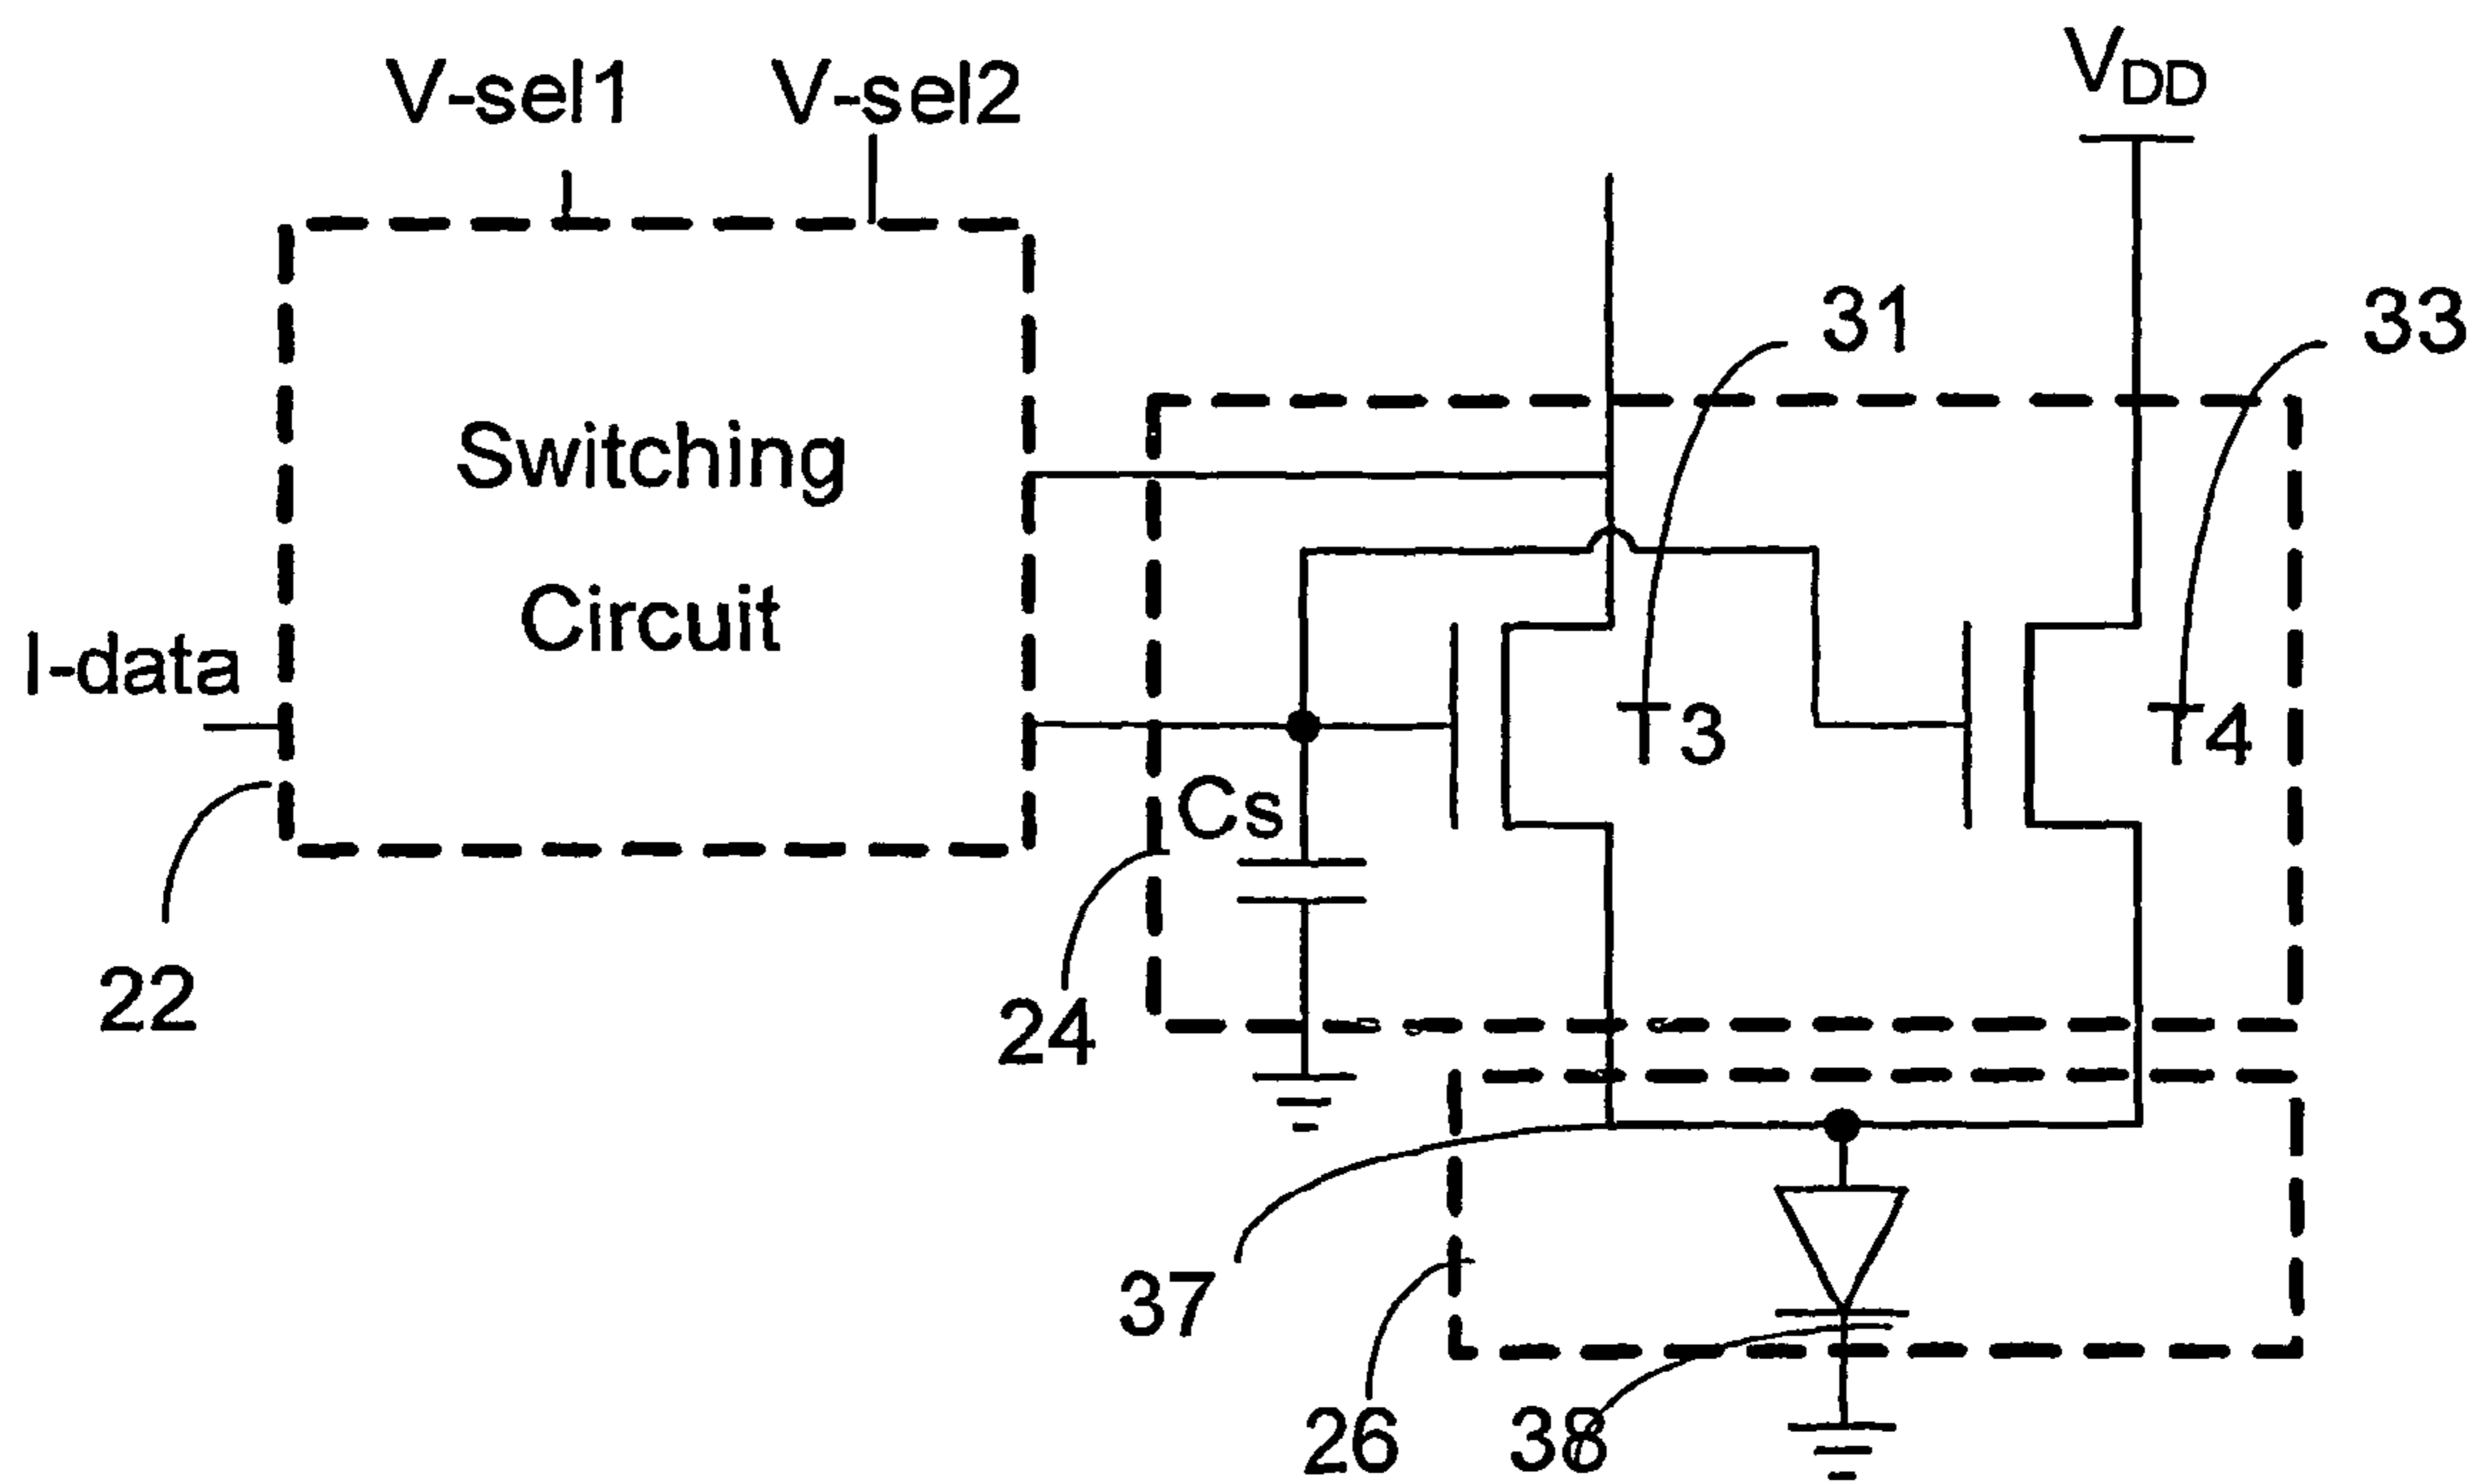 V-sel1
V-sel2
VDD
31
33
Switching
Circuit
I-data
T3
T4
Cs
22
24
37
26
38